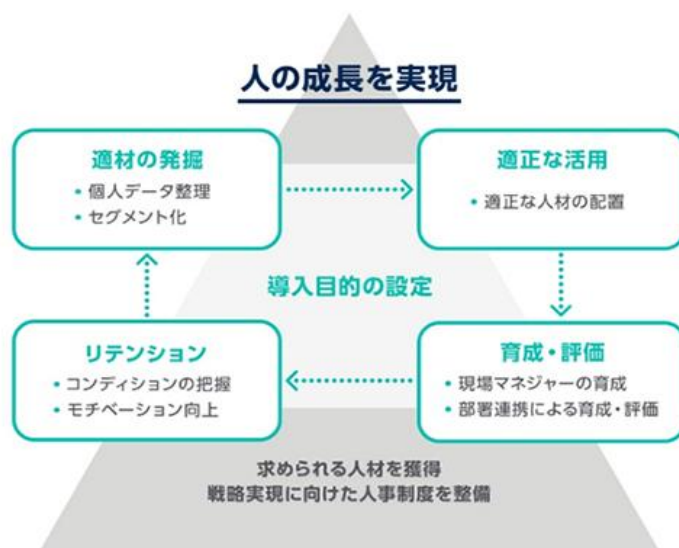 人の成長を実現
適材の発掘
• 個人データ整理
• セグメント化
適正な活用
• 適正な人材の配置
導入目的の設定
リテンション
• コンディションの把握
• モチベーション向上
育成・評価
• 現場マネジャーの育成
• 部署連携による育成・評価
求められる人材を獲得
戦略実現に向けた人事制度を整備